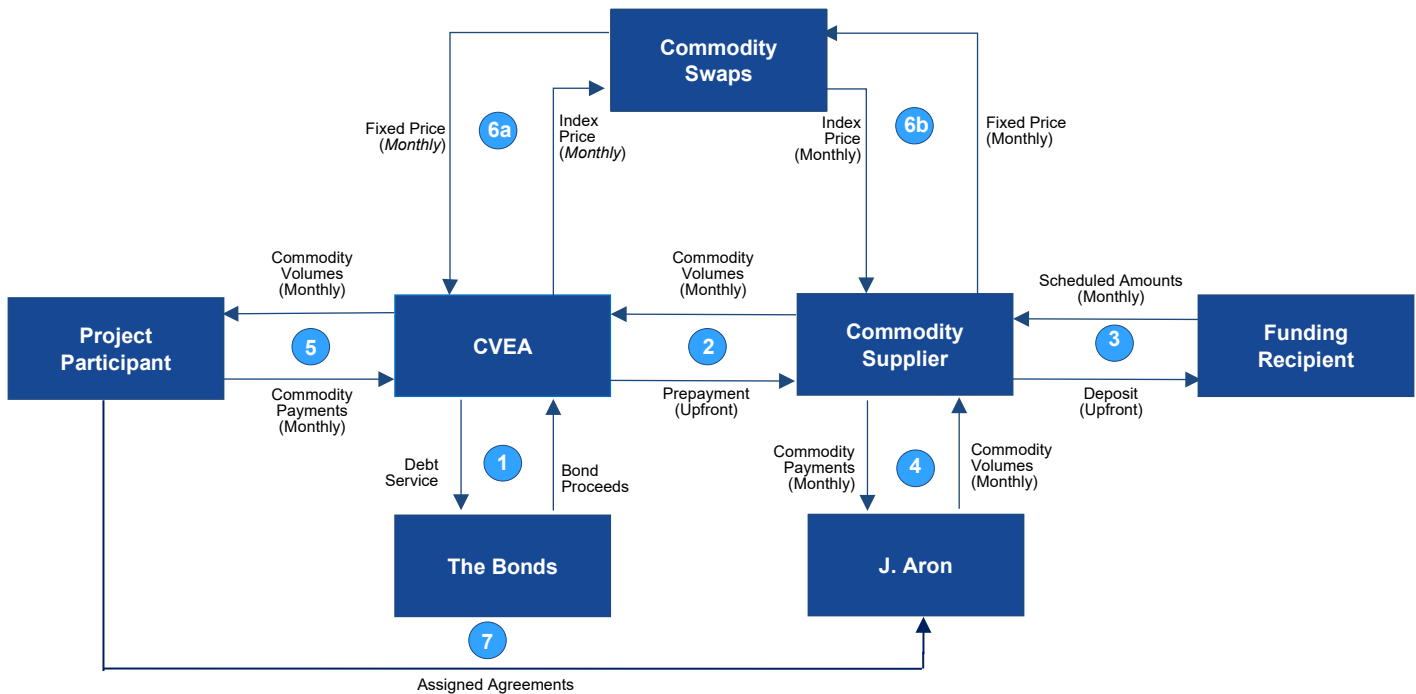 Commodity
Swaps
Fixed Price
(Monthly)
6a
Index
Price
(Monthly)
Index
Price
(Monthly)
6b
Fixed Price
(Monthly)
Commodity
Volumes
(Monthly)
Commodity
Volumes
(Monthly)
Scheduled Amounts
(Monthly)
Project
Participant
5
CVEA
2
Commodity
Supplier
3
Funding
Recipient
Commodity
Payments
(Monthly)
Prepayment
(Upfront)
Deposit
(Upfront)
Debt
Service
1
Bond
Proceeds
Commodity
Payments
(Monthly)
4
Commodity
Volumes
(Monthly)
The Bonds
J. Aron
7
Assigned Agreements